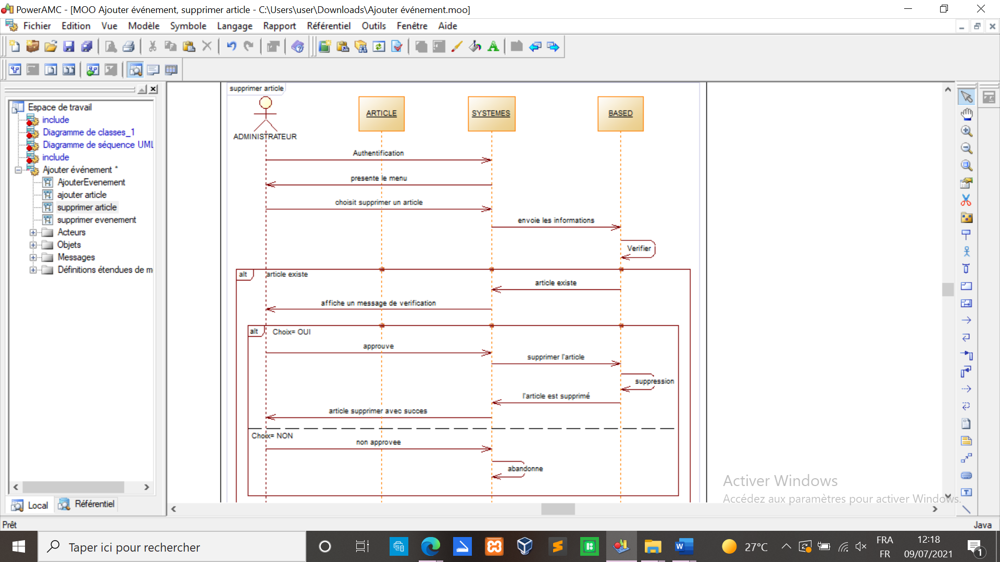 PowerAMC - [MOO Ajouter événement, supprimer article - C:\Users\user\Downloads\Ajouter événement.moo]
Fichier Edition Vue Modèle Symbole Langage Rapport Référentiel Outils Fenêtre Aide
Espace de travail
include
Diagramme de classes_1
Diagramme de séquence UML
include
Ajouter événement *
AjouterEvenement
ajouter article
supprimer article
supprimer evenement
Acteurs
Objets
Messages
Définitions étendues de m
Local Référentiel
supprimer article
ARTICLE SYSTEMES BASED
ADMINISTRATEUR
Authentification
presente le menu
choisit supprimer un article
envoie les informations
Verifier
alt article existe
article existe
affiche un message de verification
alt Choix= OUI
approuve
supprimer l'article
suppression
l'article est supprimé
article supprimer avec succes
Choix= NON
non approvee
abandonne
Activer Windows
Accédez aux paramètres pour activer Windows.
Prêt Java
Taper ici pour rechercher
27°C
FRA
FR
12:18
09/07/2021
1